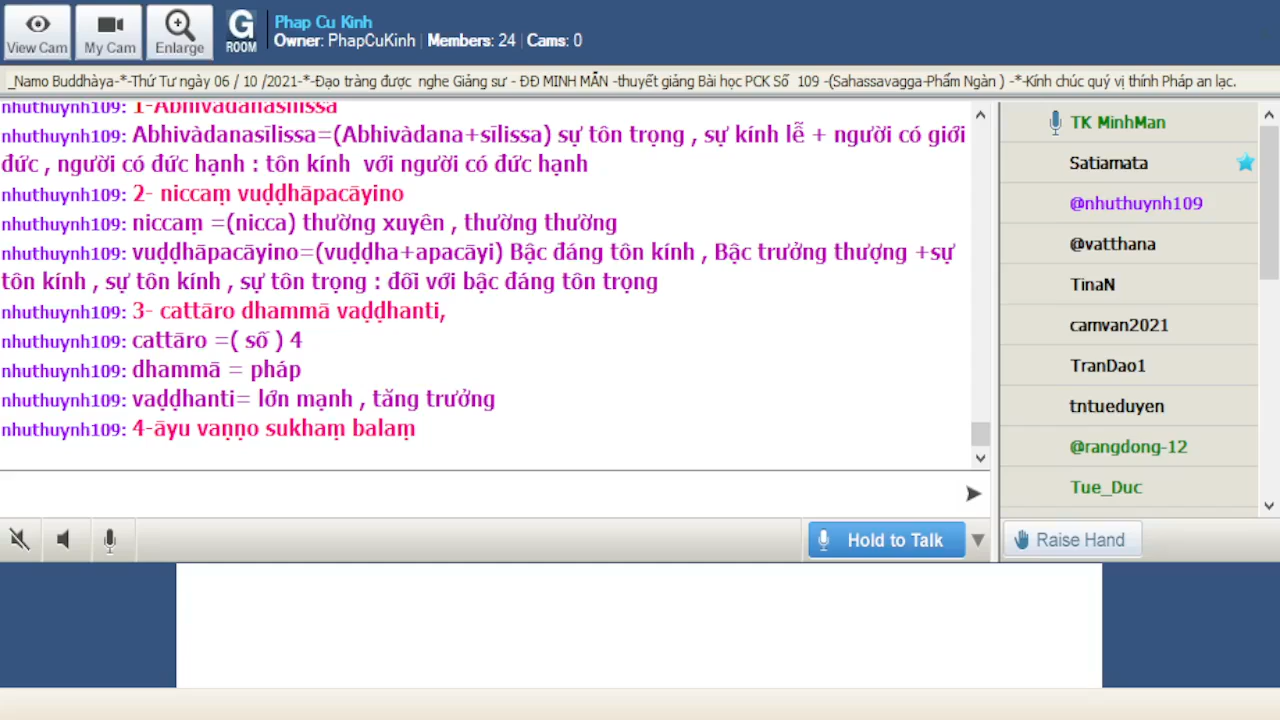 View Cam
My Cam
Enlarge
G
ROOM
Phap Cu Kinh
Owner: PhapCuKinh | Members: 24 | Cams: 0
_Namo Buddhàya-*-Thứ Tư ngày 06 / 10 /2021-*-Đạo tràng được nghe Giảng sư - ĐĐ MINH MẪN -thuyết giảng Bài học PCK Số 109 -(Sahassavagga-Phẩm Ngàn ) -*-Kính chúc quý vị thính Pháp an lạc.
nhuthuynh109: 1-Abhivàdanasīlissa
nhuthuynh109: Abhivàdanasīlissa=(Abhivàdana+sīlissa) sự tôn trọng , sự kính lễ + người có giới
đức , người có đức hạnh : tôn kính với người có đức hạnh
nhuthuynh109: 2- niccaṃ vuḍḍhāpacāyino
nhuthuynh109: niccaṃ =(nicca) thường xuyên , thường thường
nhuthuynh109: vuḍḍhāpacāyino=(vuḍḍha+apacāyi) Bậc đáng tôn kính , Bậc trưởng thượng +sự
tôn kính , sự tôn kính , sự tôn trọng : đối với bậc đáng tôn trọng
nhuthuynh109: 3- cattāro dhammā vaḍḍhanti,
nhuthuynh109: cattāro =( số ) 4
nhuthuynh109: dhammā = pháp
nhuthuynh109: vaḍḍhanti= lớn mạnh , tăng trưởng
nhuthuynh109: 4-āyu vaṇṇo sukhaṃ balaṃ
TK MinhMan
Satiamata
@nhuthuynh109
@vatthana
TinaN
camvan2021
TranDao1
tntueduyen
@rangdong-12
Tue_Duc
Hold to Talk
Raise Hand